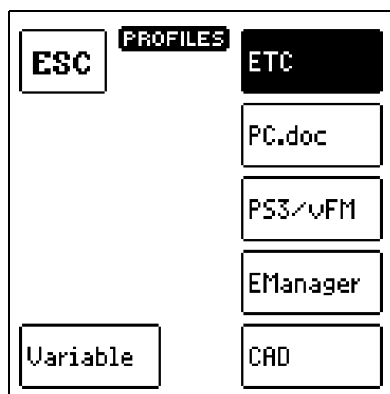 PROFILES
ESC
ETC
PC.doc
PS3/vFM
EManager
Variable
CAD